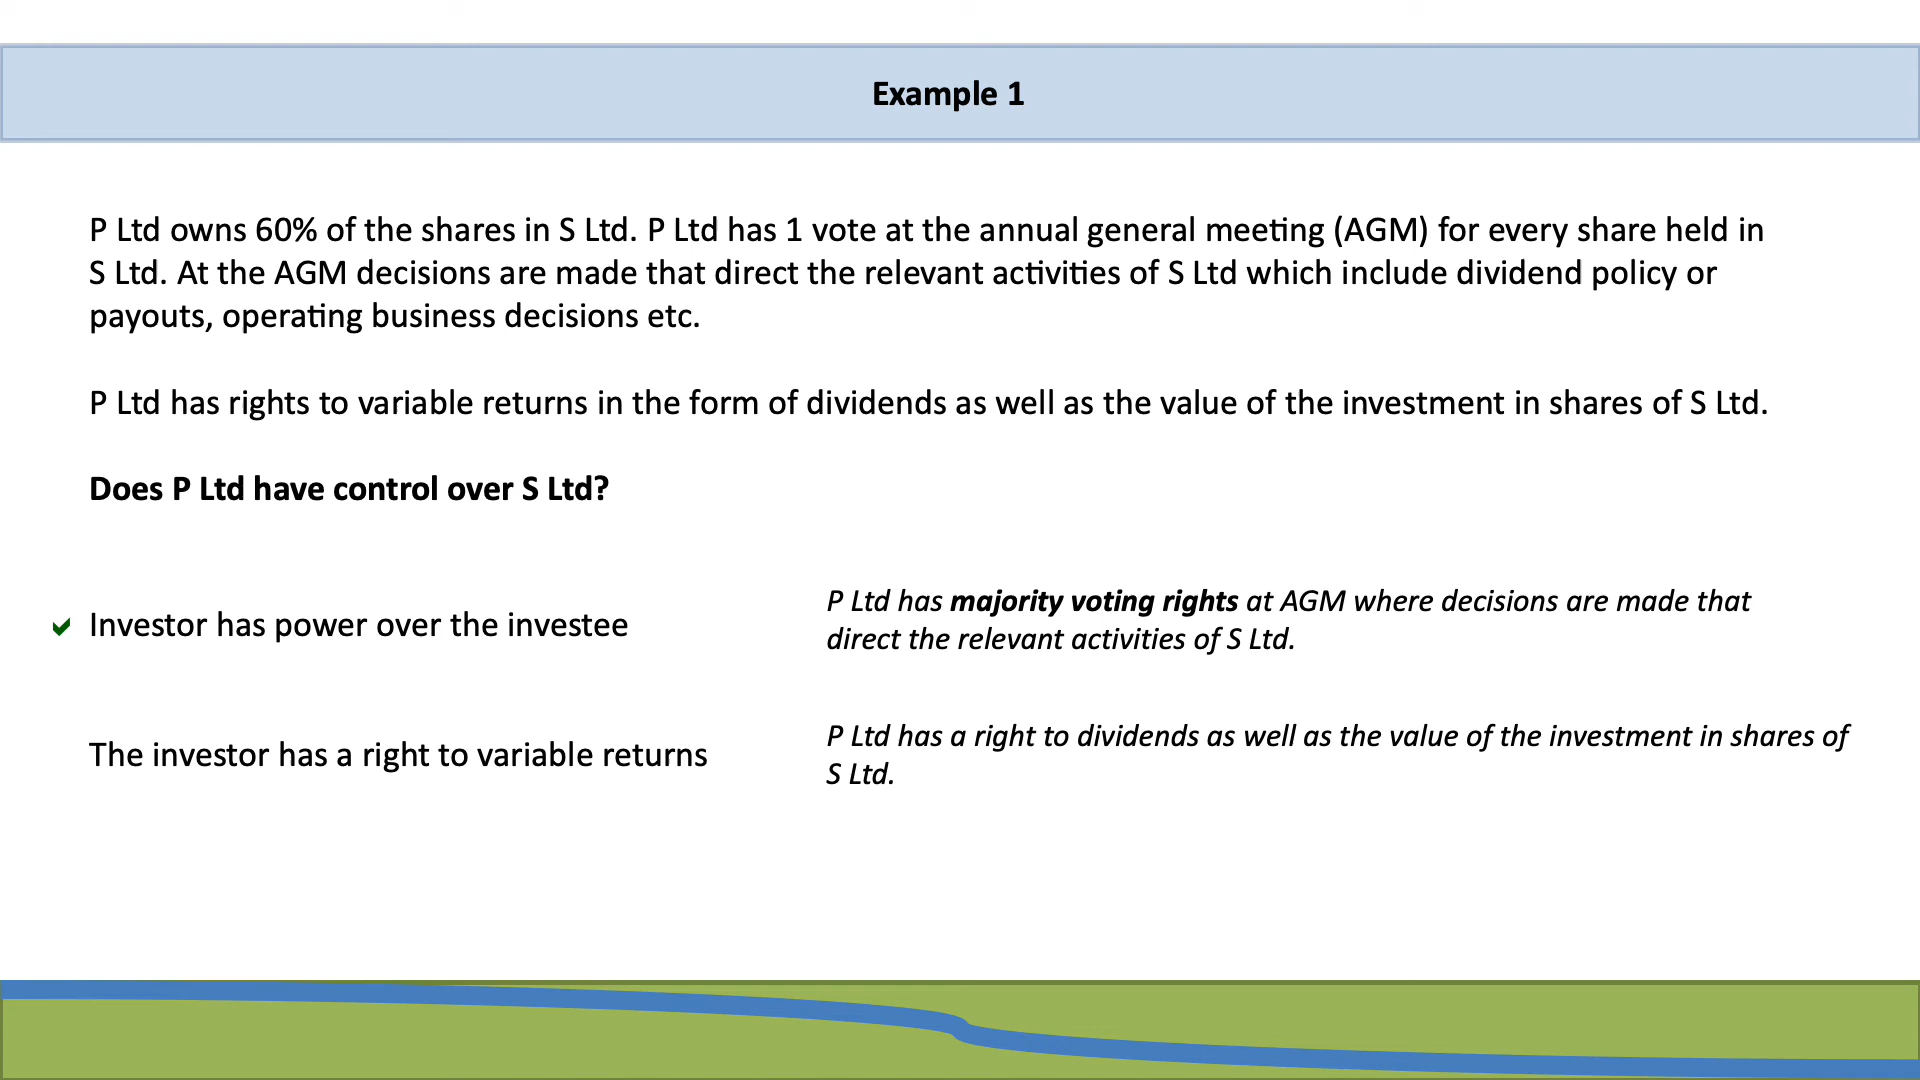 Example 1
P Ltd owns 60% of the shares in S Ltd. P Ltd has 1 vote at the annual general meeting (AGM) for every share held in
S Ltd. At the AGM decisions are made that direct the relevant activities of S Ltd which include dividend policy or
payouts, operating business decisions etc.
P Ltd has rights to variable returns in the form of dividends as well as the value of the investment in shares of S Ltd.
Does P Ltd have control over S Ltd?
Investor has power over the investee
P Ltd has majority voting rights at AGM where decisions are made that
direct the relevant activities of S Ltd.
The investor has a right to variable returns
P Ltd has a right to dividends as well as the value of the investment in shares of
S Ltd.